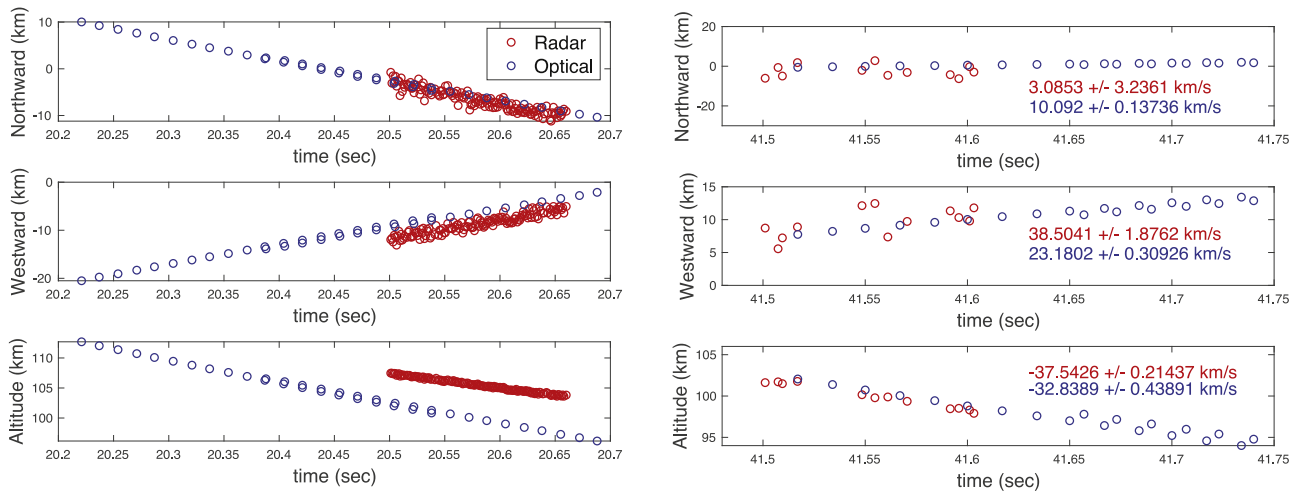 Northward (km)
10
0
-10
Radar
Optical
20.2 20.25 20.3 20.35 20.4 20.45 20.5 20.55 20.6 20.65 20.7
time (sec)
Westward (km)
0
-10
-20
20.2 20.25 20.3 20.35 20.4 20.45 20.5 20.55 20.6 20.65 20.7
time (sec)
Altitude (km)
110
105
100
20.2 20.25 20.3 20.35 20.4 20.45 20.5 20.55 20.6 20.65 20.7
time (sec)
Northward (km)
20
0
-20
3.0853 +/- 3.2361 km/s
10.092 +/- 0.13736 km/s
41.5 41.55 41.6 41.65 41.7 41.75
time (sec)
Westward (km)
15
10
5
0
38.5041 +/- 1.8762 km/s
23.1802 +/- 0.30926 km/s
41.5 41.55 41.6 41.65 41.7 41.75
time (sec)
Altitude (km)
105
100
95
-37.5426 +/- 0.21437 km/s
-32.8389 +/- 0.43891 km/s
41.5 41.55 41.6 41.65 41.7 41.75
time (sec)